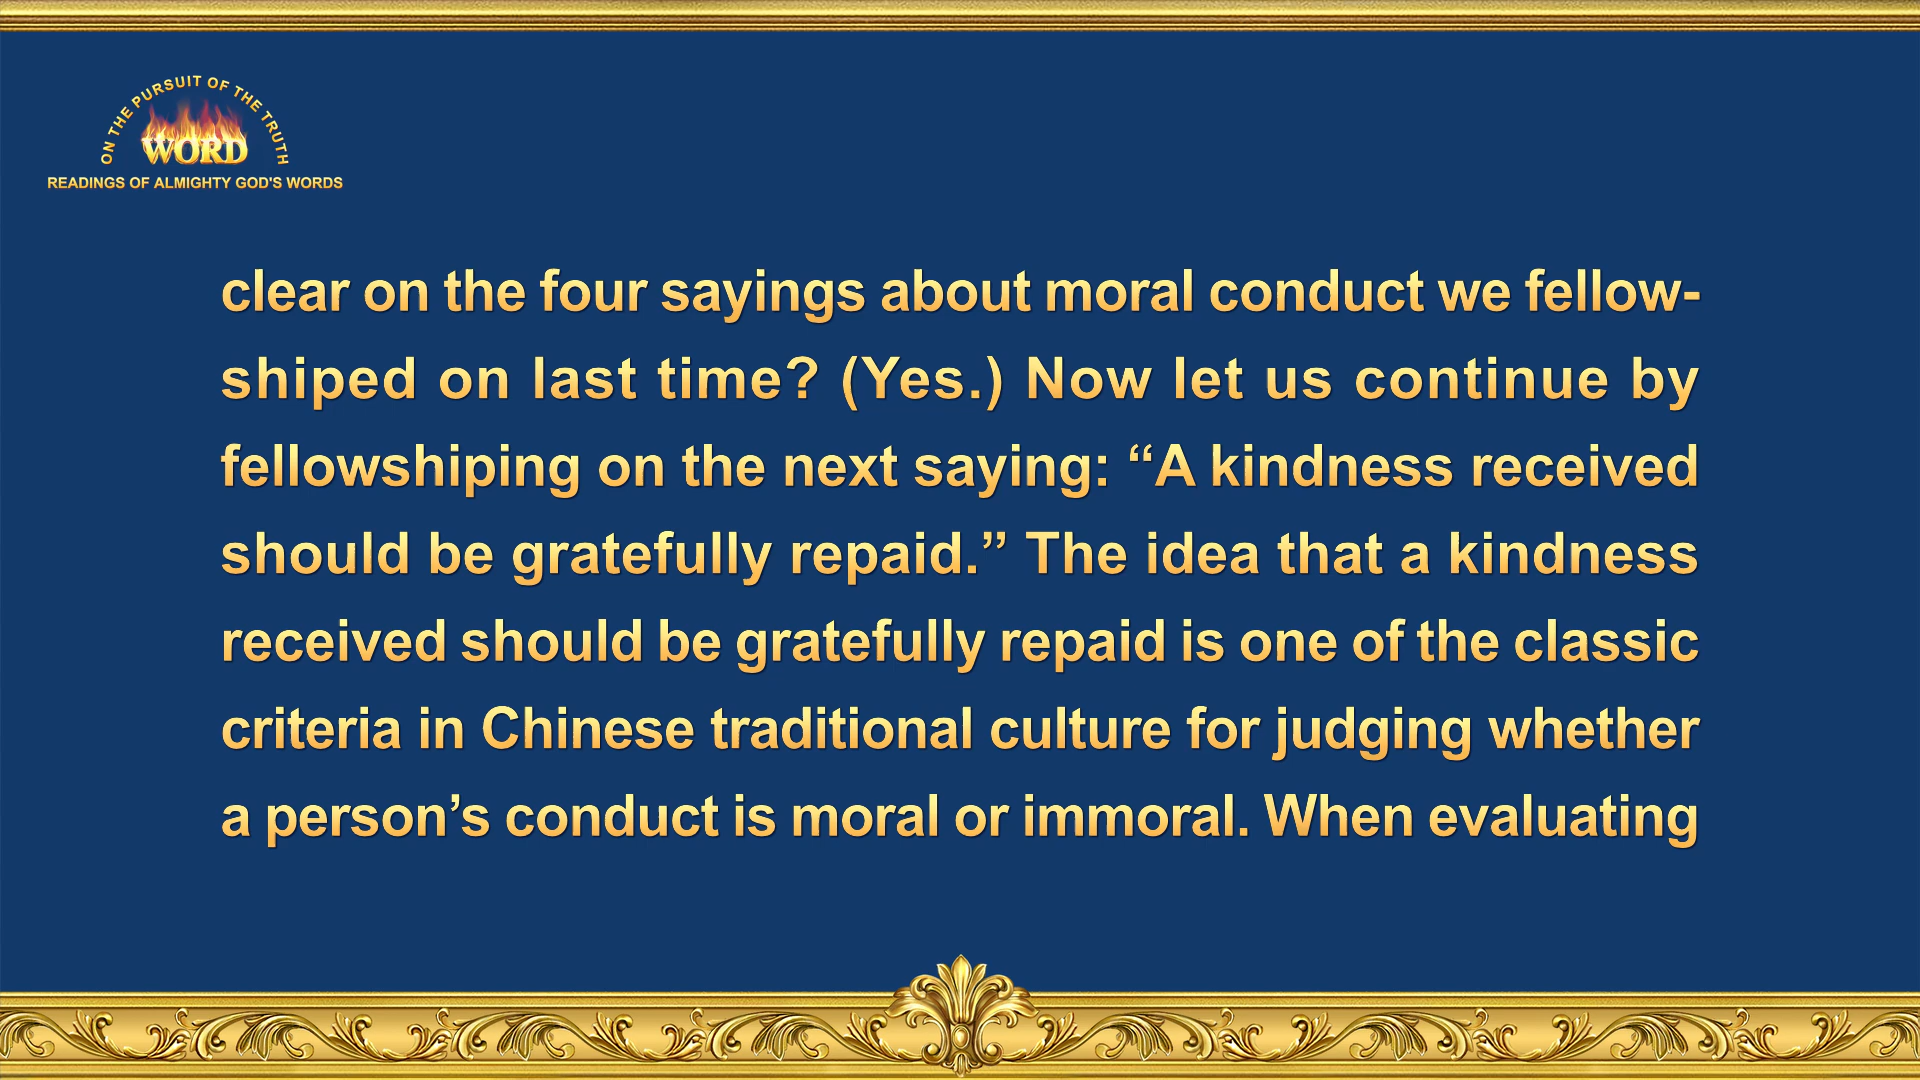 ON THE PURSUIT OF THE TRUTH
WORD
READINGS OF ALMIGHTY GOD'S WORDS
clear on the four sayings about moral conduct we fellow-
shiped on last time? (Yes.) Now let us continue by
fellowshiping on the next saying: “A kindness received
should be gratefully repaid.” The idea that a kindness
received should be gratefully repaid is one of the classic
criteria in Chinese traditional culture for judging whether
a person’s conduct is moral or immoral. When evaluating